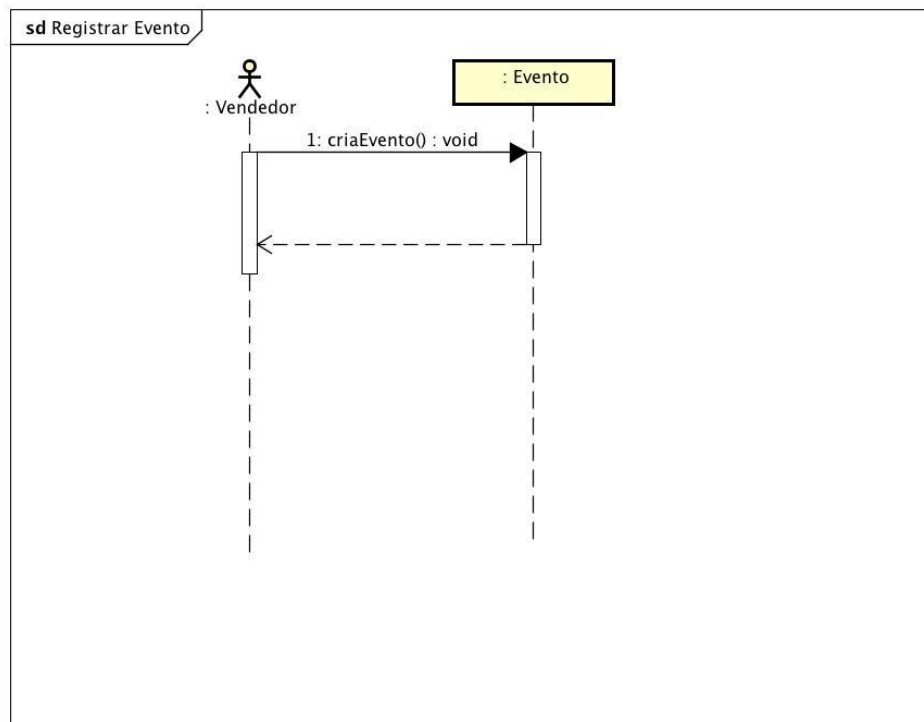 sd Registrar Evento
: Vendedor
: Evento
1: criaEvento() : void